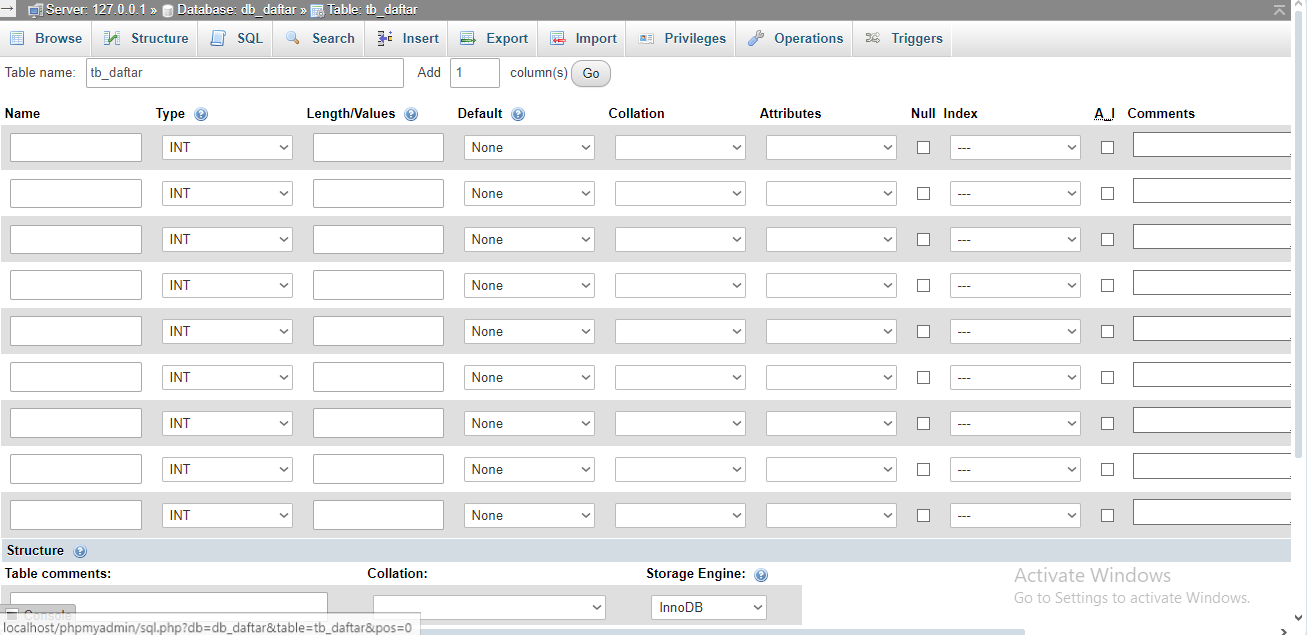 Server: 127.0.0.1 » Database: db_daftar » Table: tb_daftar
Browse Structure SQL Search Insert Export Import Privileges Operations Triggers
Table name: tb_daftar Add 1 column(s) Go
Name Type Length/Values Default Collation Attributes Null Index A_I Comments
INT None ---
INT None ---
INT None ---
INT None ---
INT None ---
INT None ---
INT None ---
INT None ---
INT None ---
Structure
Table comments: Collation: Storage Engine:
InnoDB
Activate Windows
Go to Settings to activate Windows.
Console
localhost/phpmyadmin/sql.php?db=db_daftar&table=tb_daftar&pos=0